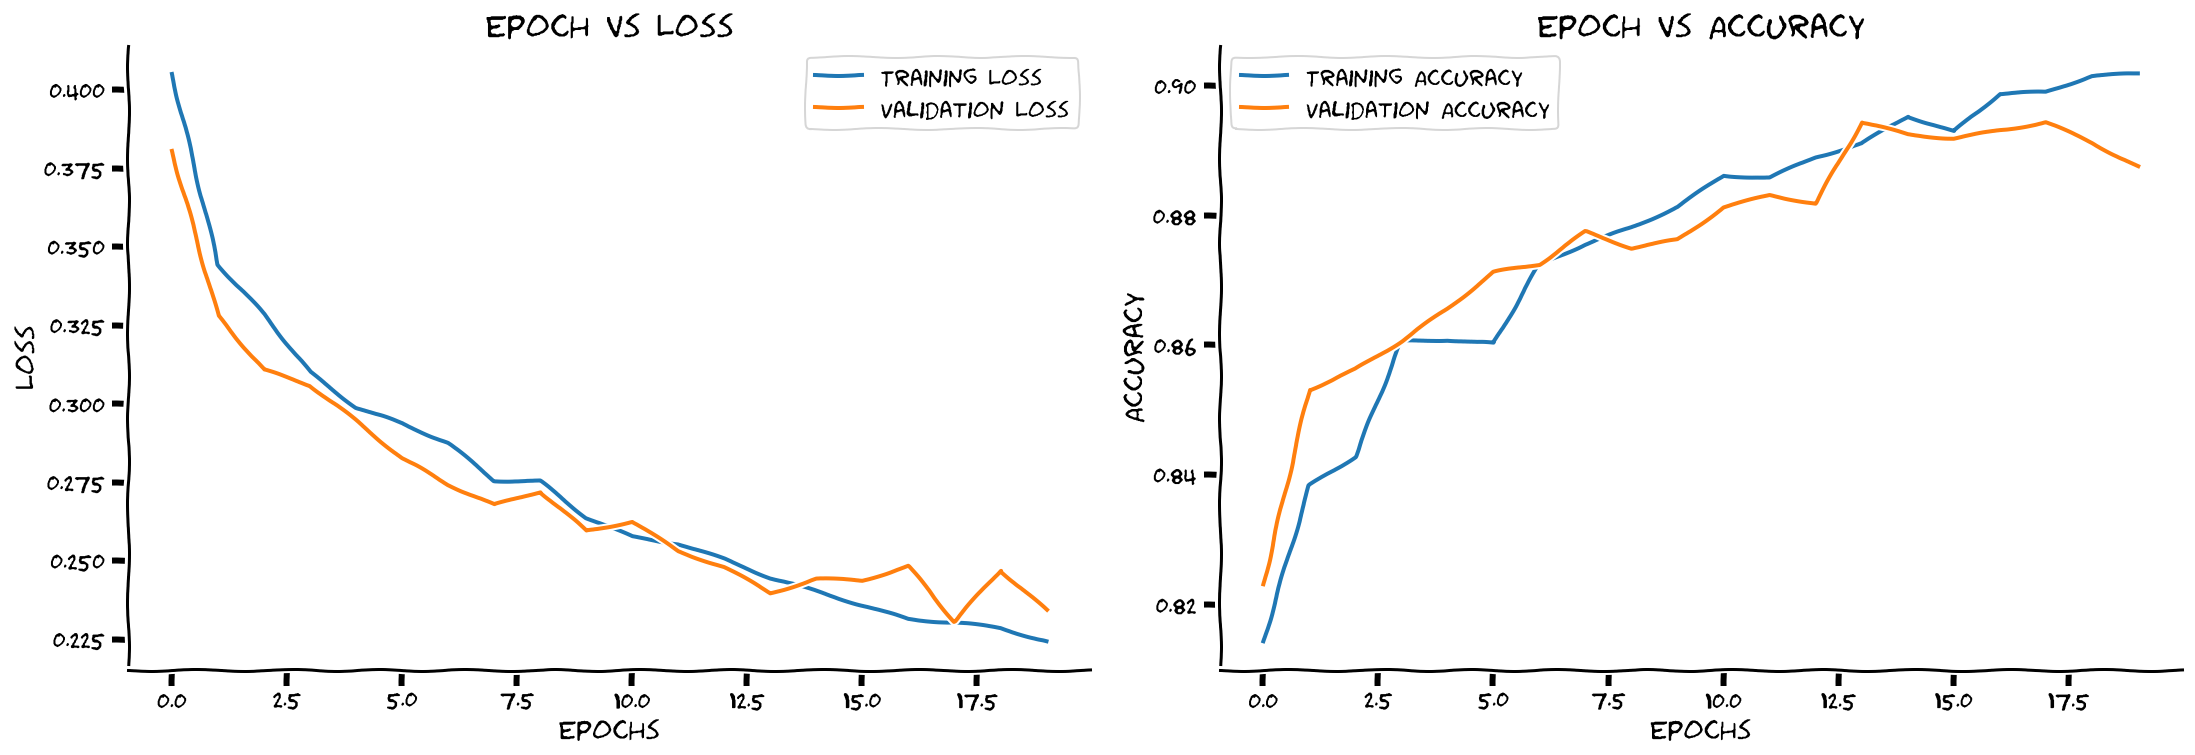 EPOCH VS LOSS
TRAINING LOSS
VALIDATION LOSS
0.400
0.375
0.350
0.325
0.300
0.275
0.250
0.225
LOSS
0.0 2.5 5.0 7.5 10.0 12.5 15.0 17.5
EPOCHS
EPOCH VS ACCURACY
TRAINING ACCURACY
VALIDATION ACCURACY
0.90
0.88
0.86
0.84
0.82
ACCURACY
0.0 2.5 5.0 7.5 10.0 12.5 15.0 17.5
EPOCHS